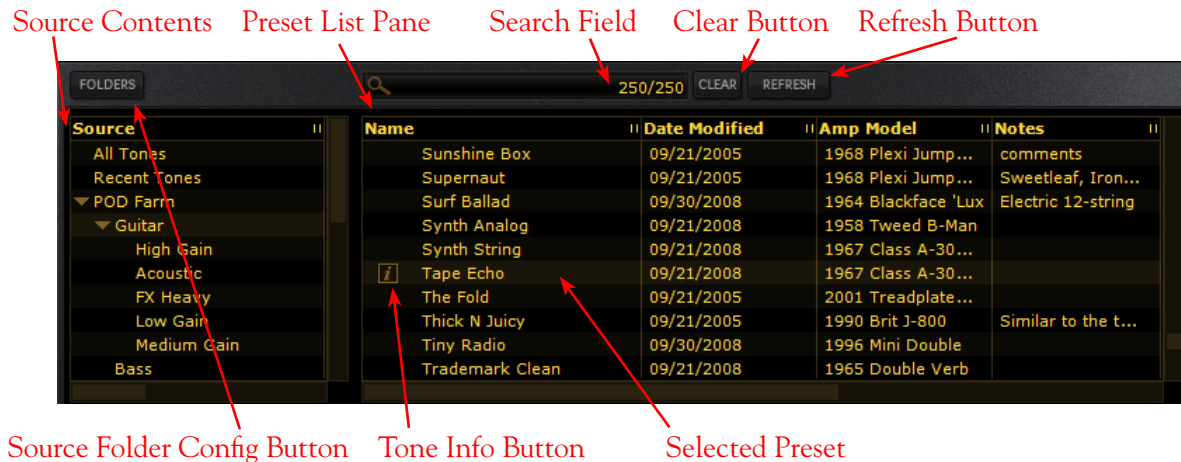 Source Contents Preset List Pane Search Field Clear Button Refresh Button
FOLDERS 250/250 CLEAR REFRESH
Source Name Date Modified Amp Model Notes
All Tones Sunshine Box 09/21/2005 1968 Plexi Jump... comments
Recent Tones Supernaut 09/21/2005 1968 Plexi Jump... Sweetleaf, Iron...
POD Farm Surf Ballad 09/30/2008 1964 Blackface 'Lux Electric 12-string
Guitar Synth Analog 09/21/2008 1958 Tweed B-Man
High Gain Synth String 09/21/2008 1967 Class A-30...
Acoustic i Tape Echo 09/21/2008 1967 Class A-30...
FX Heavy The Fold 09/21/2005 2001 Treadplate...
Low Gain Thick N Juicy 09/21/2005 1990 Brit J-800 Similar to the t...
Medium Gain Tiny Radio 09/30/2008 1996 Mini Double
Bass Trademark Clean 09/21/2008 1965 Double Verb
Source Folder Config Button Tone Info Button Selected Preset